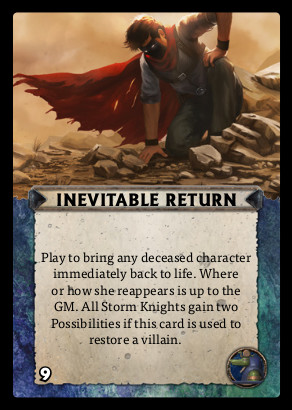 INEVITABLE RETURN
Play to bring any deceased character
immediately back to life. Where
or how she reappears is up to the
GM. All Storm Knights gain two
Possibilities if this card is used to
restore a villain.
9